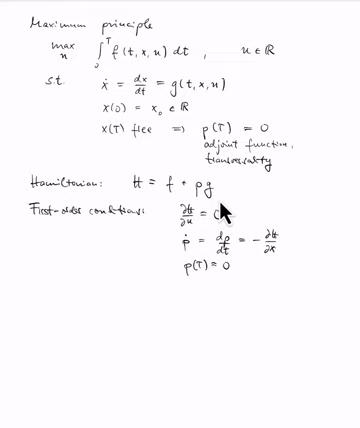 Maximum principle
max ∫₀ᵀ f(t, x, u) dt , u ∈ ℝ
u
s.t. ẋ = dx/dt = g(t, x, u)
x(0) = x₀ ∈ ℝ
x(T) free ⟹ p(T) = 0
adjoint function,
transversality
Hamiltonian: H = f + pg
First-order conditions: ∂H/∂u =
ṗ = dp/dt = − ∂H/∂x
p(T) = 0